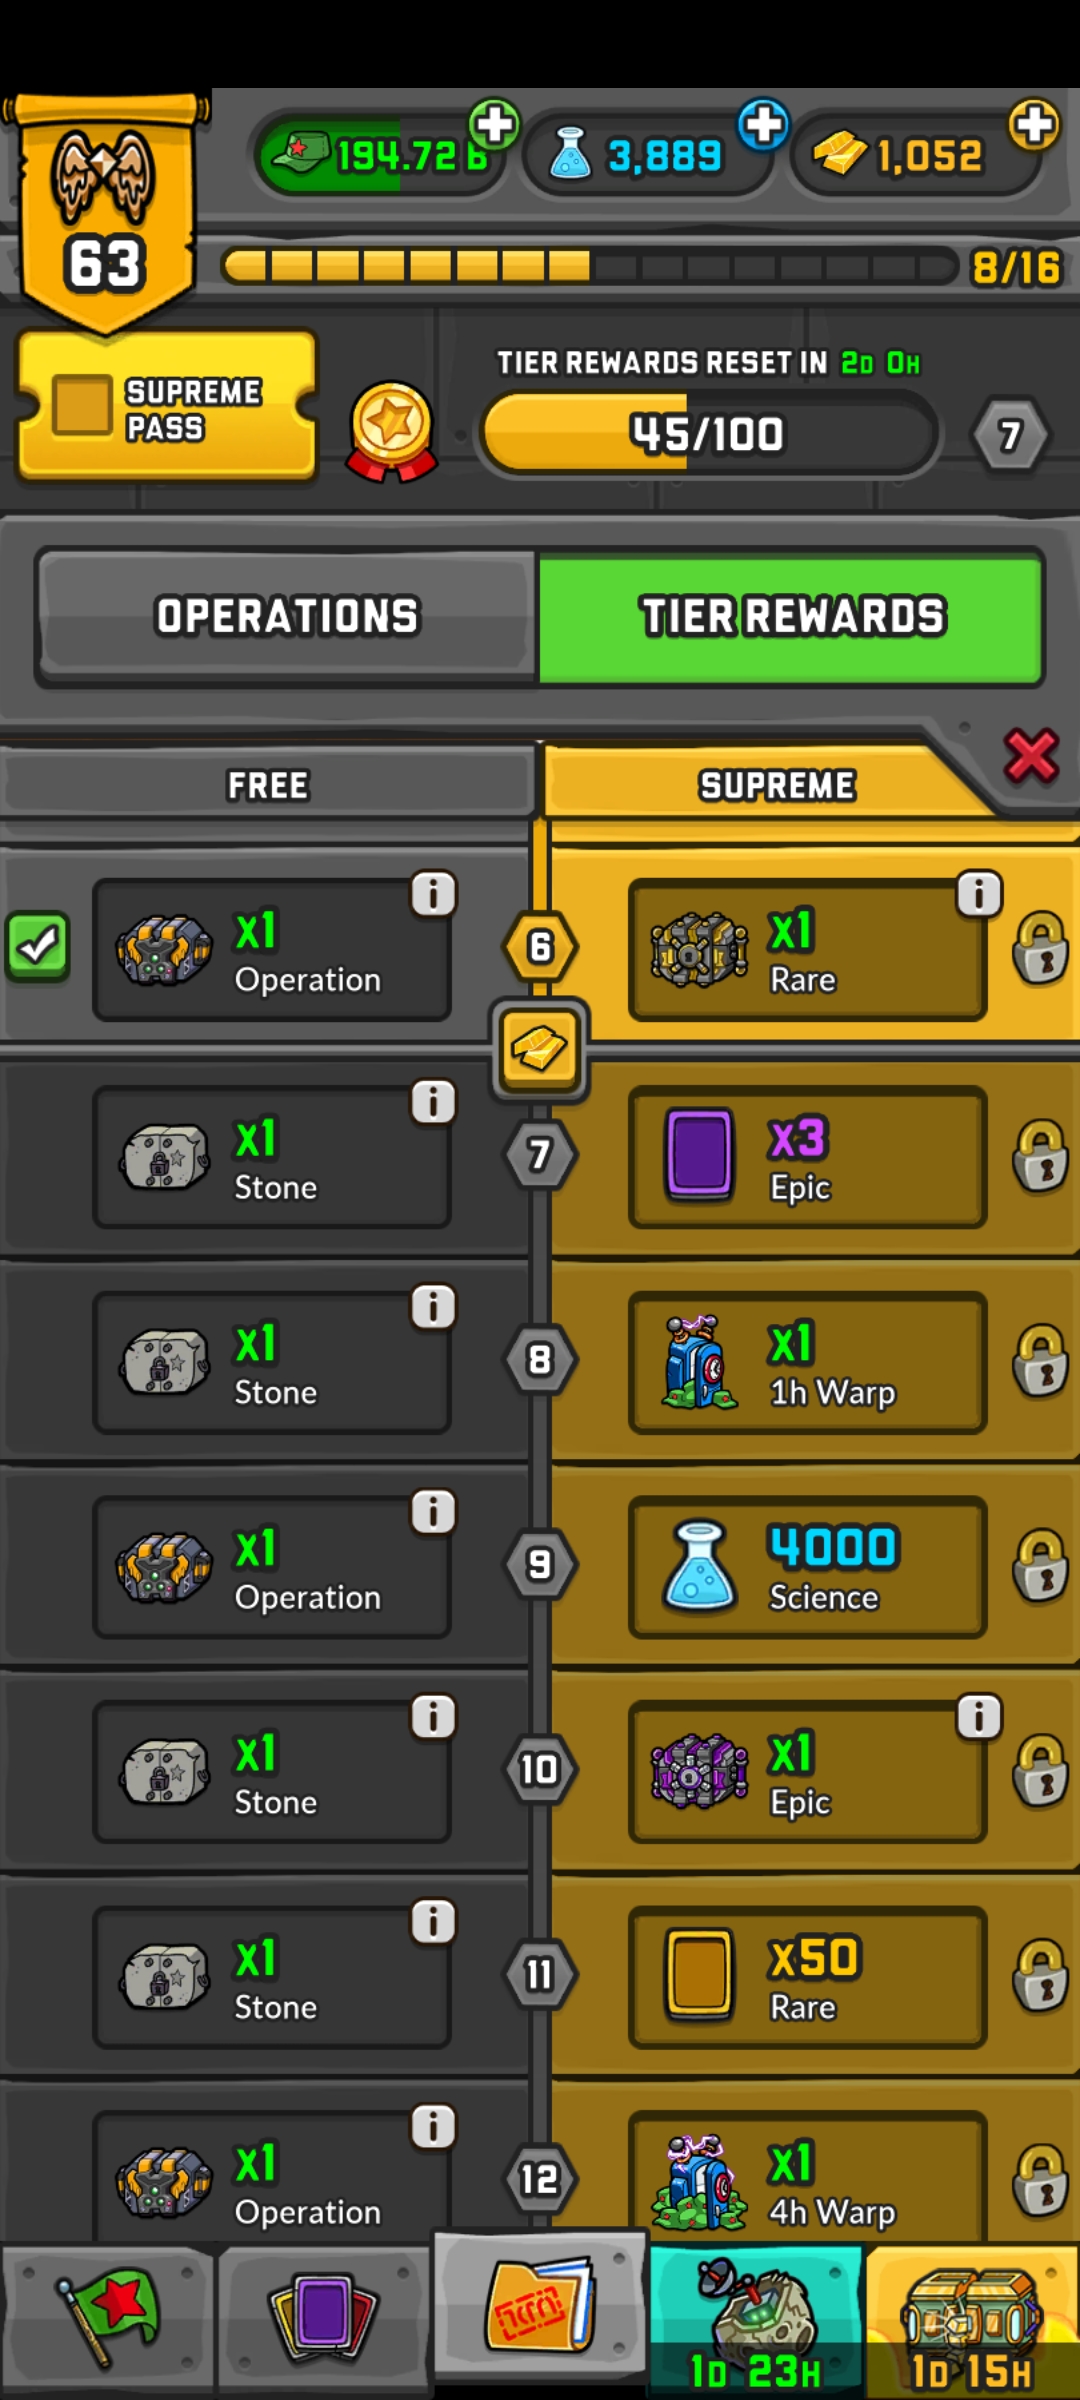 194.72 B
3,889
1,052
63
8/16
SUPREME
PASS
TIER REWARDS RESET IN 2D 0H
45/100
7
OPERATIONS
TIER REWARDS
FREE
SUPREME
x1
Operation
6
x1
Rare
x1
Stone
7
x3
Epic
x1
Stone
8
x1
1h Warp
x1
Operation
9
4000
Science
x1
Stone
10
x1
Epic
x1
Stone
11
x50
Rare
x1
Operation
12
x1
4h Warp
1D 23H
1D 15H